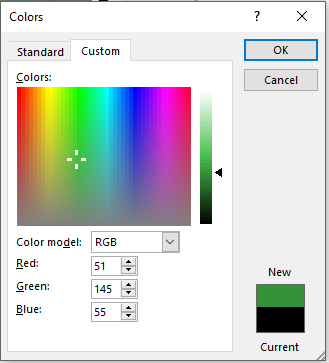 Colors
?
Standard
Custom
OK
Cancel
Colors:
Color model: RGB
Red: 51
Green: 145
Blue: 55
New
Current